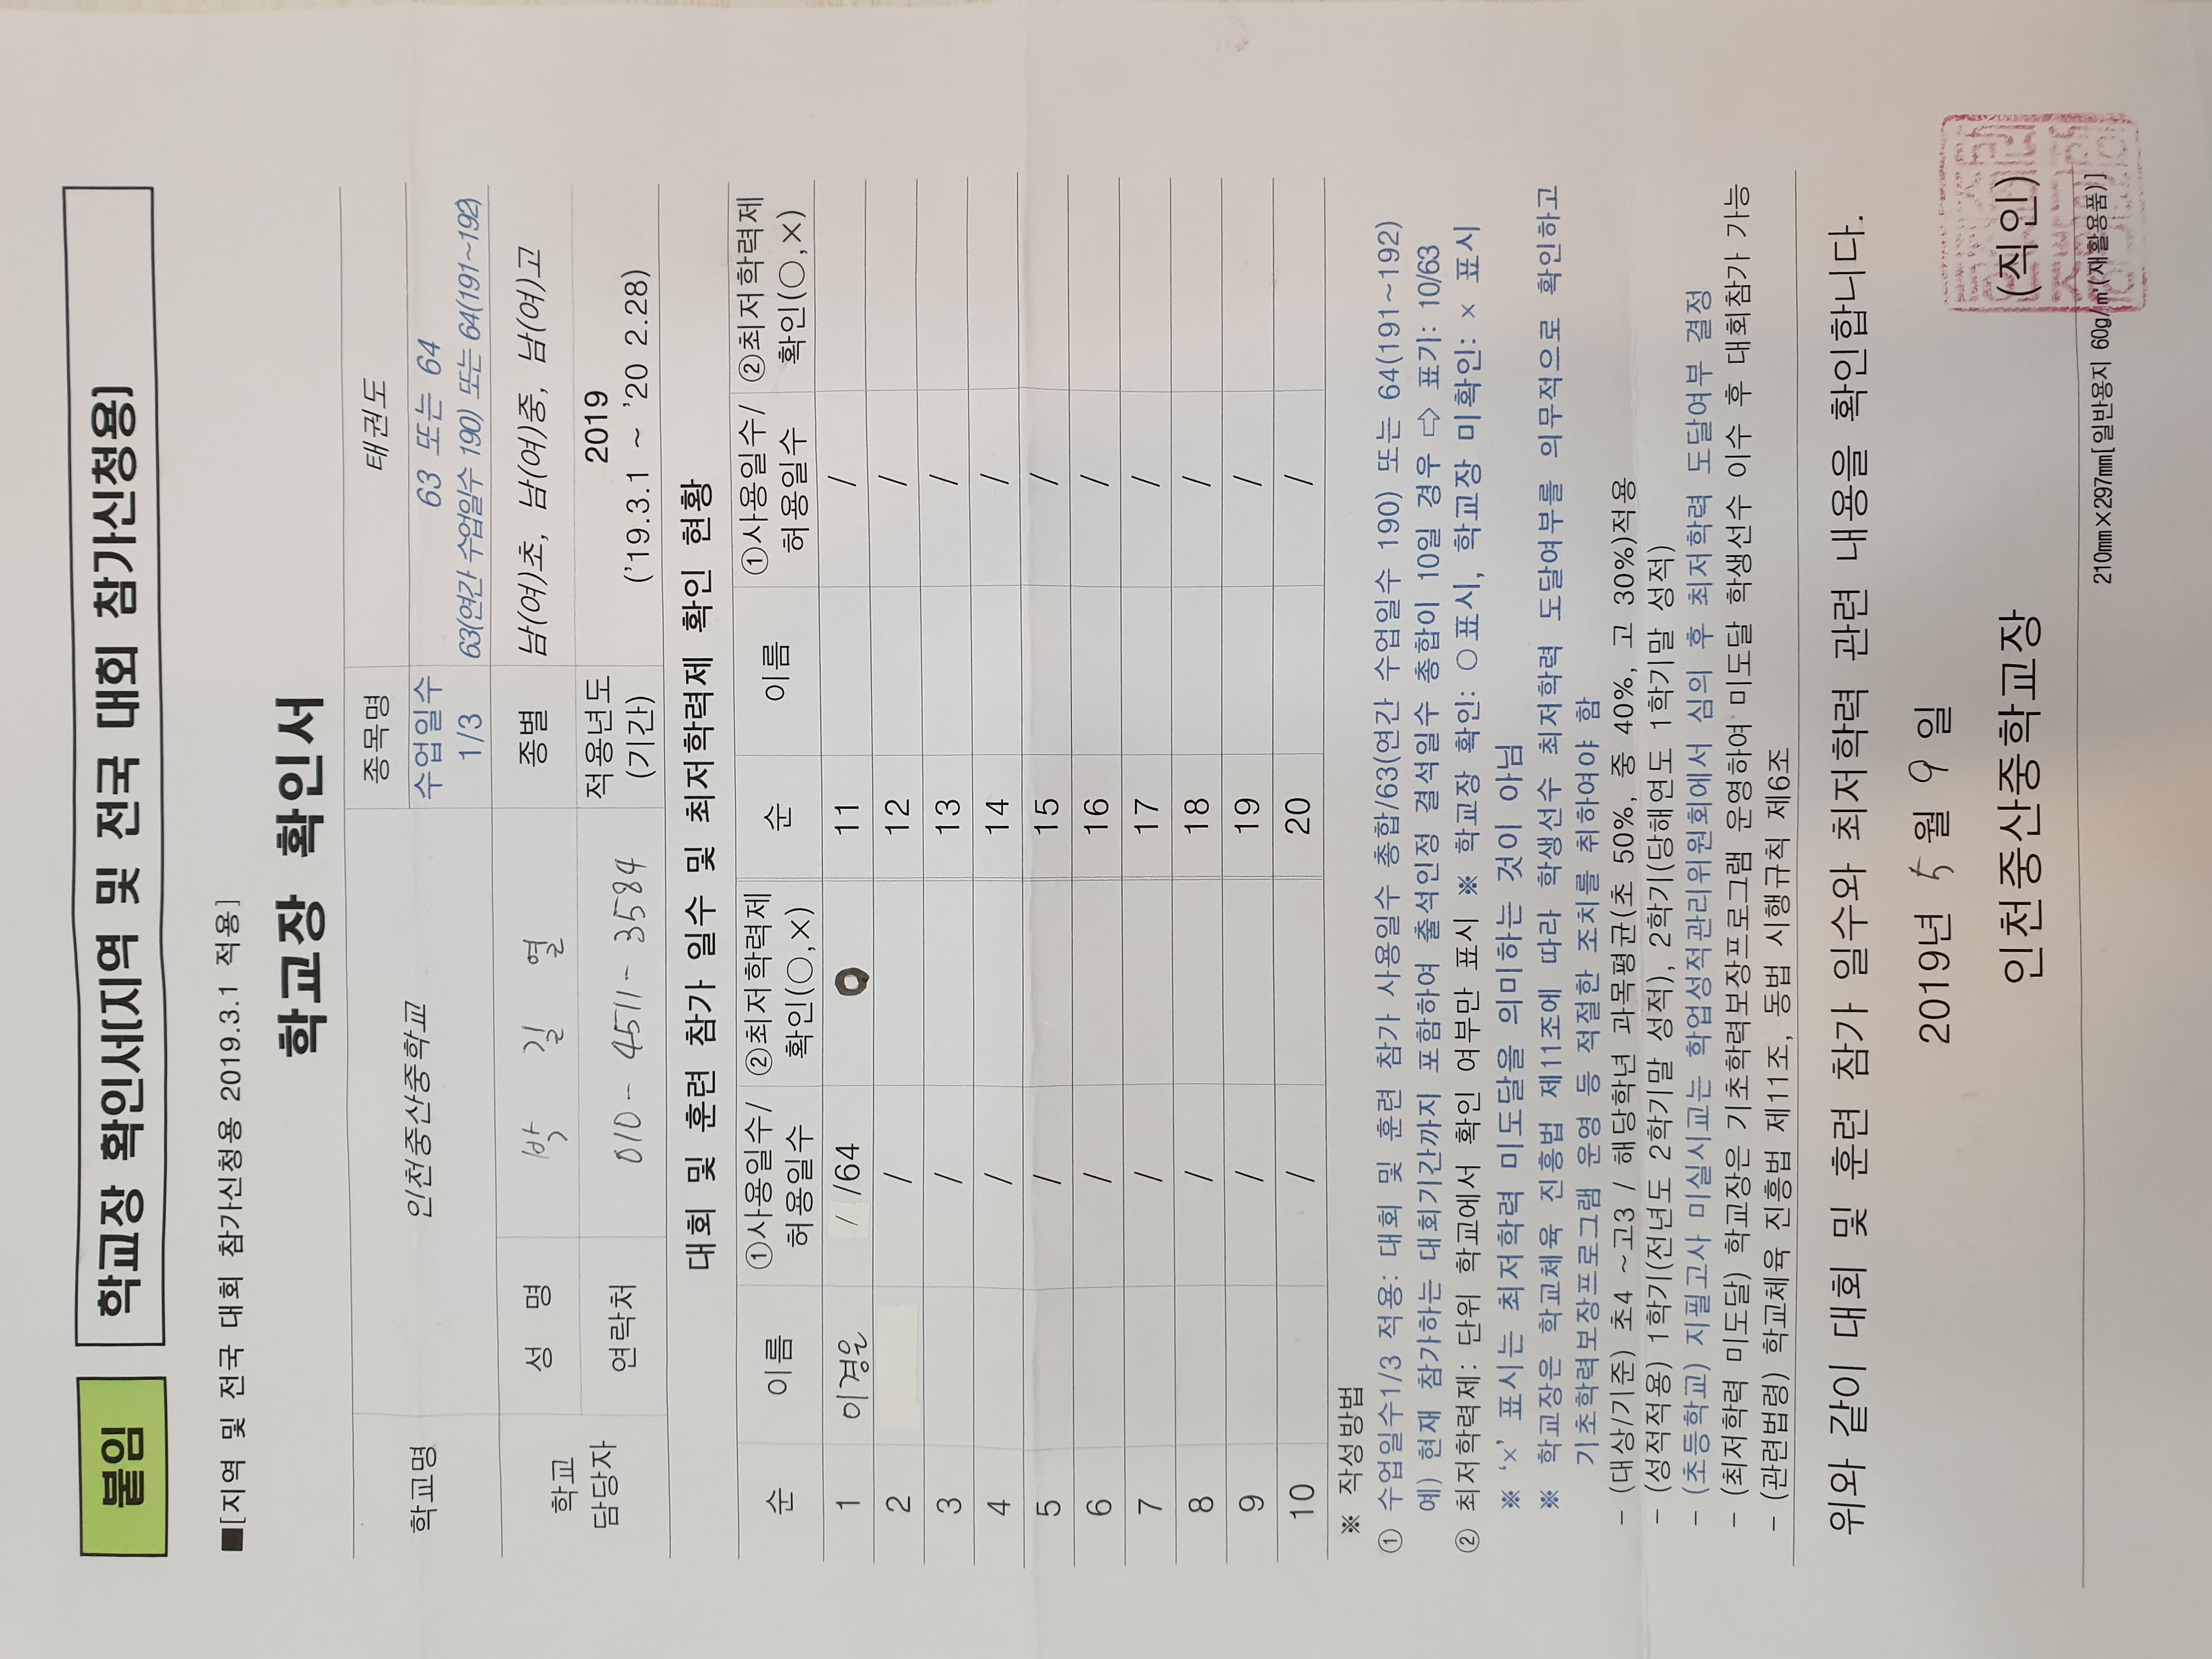 붙임 학교장 확인서(지역 및 전국 대회 참가신청용)
■[지역 및 전국 대회 참가신청용 2019.3.1 적용]
학교장 확인서
학교명 인천중산중학교 종목명 태권도
수업일수 1/3 63 또는 64
63(연간 수업일수 190) 또는 64(191~192)
학교 담당자 성 명 박 길 열 종별 남(여)초, 남(여)중, 남(여)고
연락처 010-4511-3584 적용년도 (기간) 2019
('19.3.1 ~ '20 2.28)
대회 및 훈련 참가 일수 및 최저학력제 확인 현황
순 이름 ①사용일수/허용일수 ②최저학력제 확인(○,×) 순 이름 ①사용일수/허용일수 ②최저학력제 확인(○,×)
1 이경운 / /64 O 11 /
2 / 12 /
3 / 13 /
4 / 14 /
5 / 15 /
6 / 16 /
7 / 17 /
8 / 18 /
9 / 19 /
10 / 20 /
※ 작성방법
① 수업일수1/3 적용: 대회 및 훈련 참가 사용일수 총합/63(연간 수업일수 190) 또는 64(191~192)
예) 현재 참가하는 대회기간까지 포함하여 출석인정 결석일수 총합이 10일 경우 ⇨ 표기: 10/63
② 최저학력제: 단위 학교에서 확인 여부만 표시 ※ 학교장 확인: ○ 표시, 학교장 미확인: × 표시
※ '×' 표시는 최저학력 미도달을 의미하는 것이 아님
※ 학교장은 학교체육 진흥법 제11조에 따라 학생선수 최저학력 도달여부를 의무적으로 확인하고
기초학력보장프로그램 운영 등 적절한 조치를 취하여야 함
- (대상/기준) 초4 ~고3 / 해당학년 과목평균(초 50%, 중 40%, 고 30%)적용
- (성적적용) 1학기(전년도 2학기말 성적), 2학기(당해연도 1학기말 성적)
- (초등학교) 지필고사 미실시교는 학업성적관리위원회에서 심의 후 최저학력 도달여부 결정
- (최저학력 미도달) 학교장은 기초학력보장프로그램 운영하여 미도달 학생선수 이수 후 대회참가 가능
- (관련법령) 학교체육 진흥법 제11조, 동법 시행규칙 제6조
위와 같이 대회 및 훈련 참가 일수와 최저학력 관련 내용을 확인합니다.
2019년 5월 9일
인천중산중학교장 (직인)
210㎜×297㎜[일반용지 60g/㎡(재활용품)]